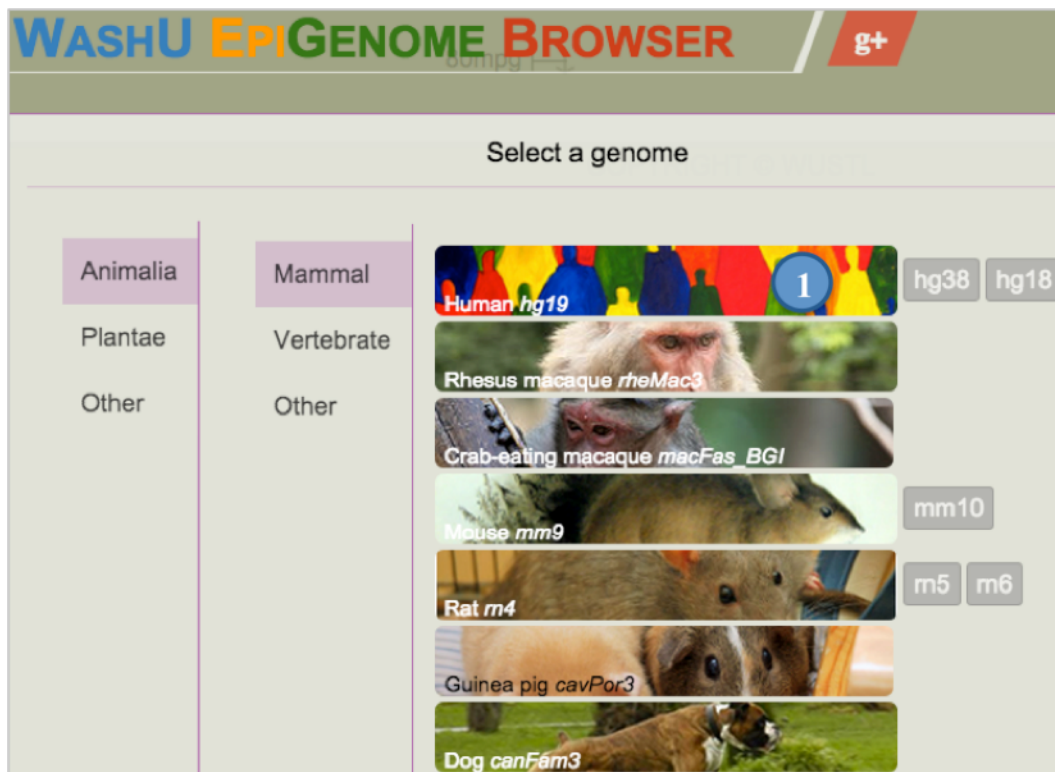 WASHU EPIGENOME BROWSER
g+
80mpg
Select a genome
Animalia
Plantae
Other
Mammal
Vertebrate
Other
Human hg19
1
hg38
hg18
Rhesus macaque rheMac3
Crab-eating macaque macFas_BGI
Mouse mm9
mm10
Rat rn4
rn5
rn6
Guinea pig cavPor3
Dog canFam3